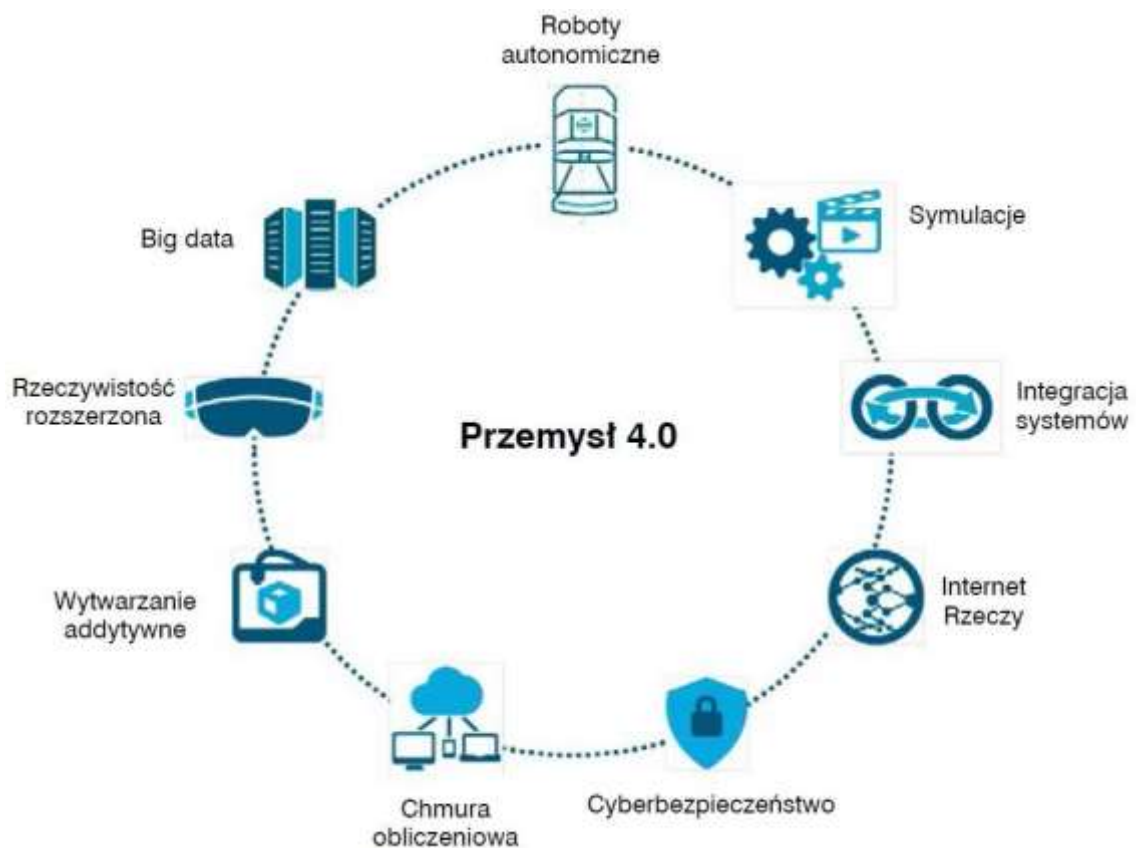 Roboty
autonomiczne
Symulacje
Big data
Rzeczywistość
rozszerzona
Integracja
systemów
Przemysł 4.0
Internet
Rzeczy
Wytwarzanie
addytywne
Cyberbezpieczeństwo
Chmura
obliczeniowa